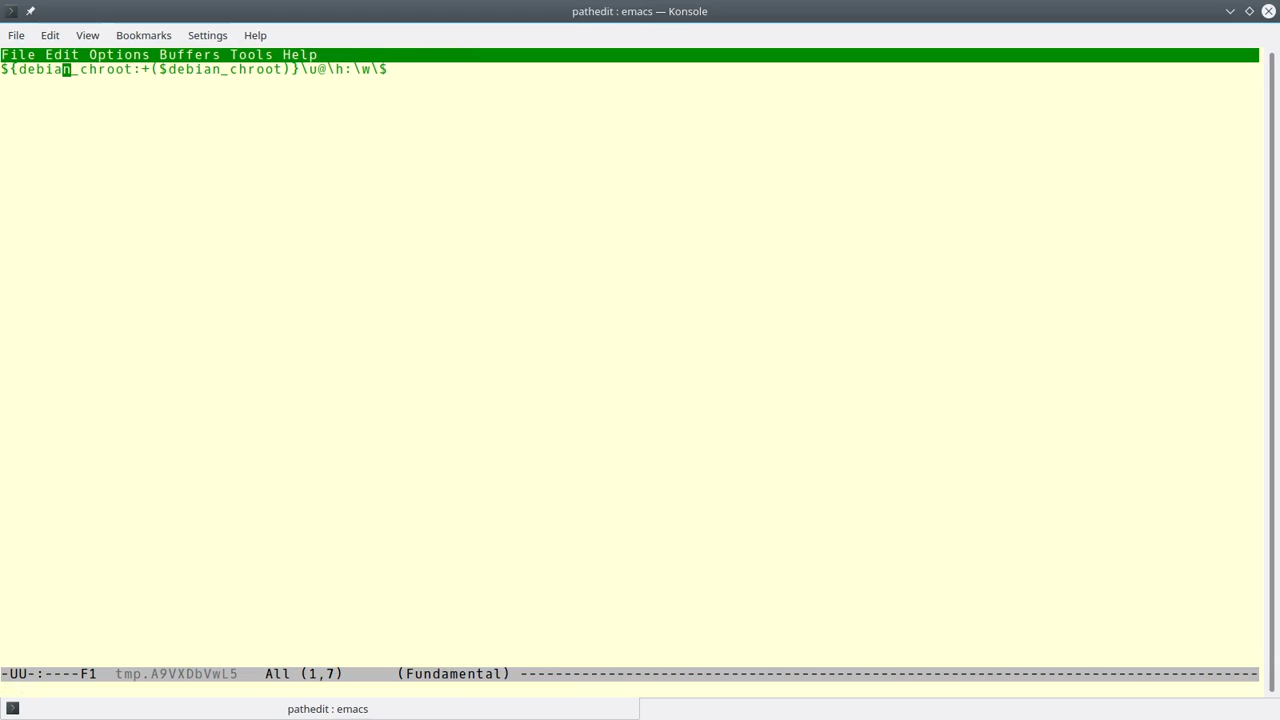 pathedit : emacs — Konsole
File Edit View Bookmarks Settings Help
File Edit Options Buffers Tools Help
${debian_chroot:+($debian_chroot)}\u@\h:\w\$
-UU-:----F1  tmp.A9VXDbVwL5   All (1,7)      (Fundamental) ------------------------------------------------------------------------------------
pathedit : emacs